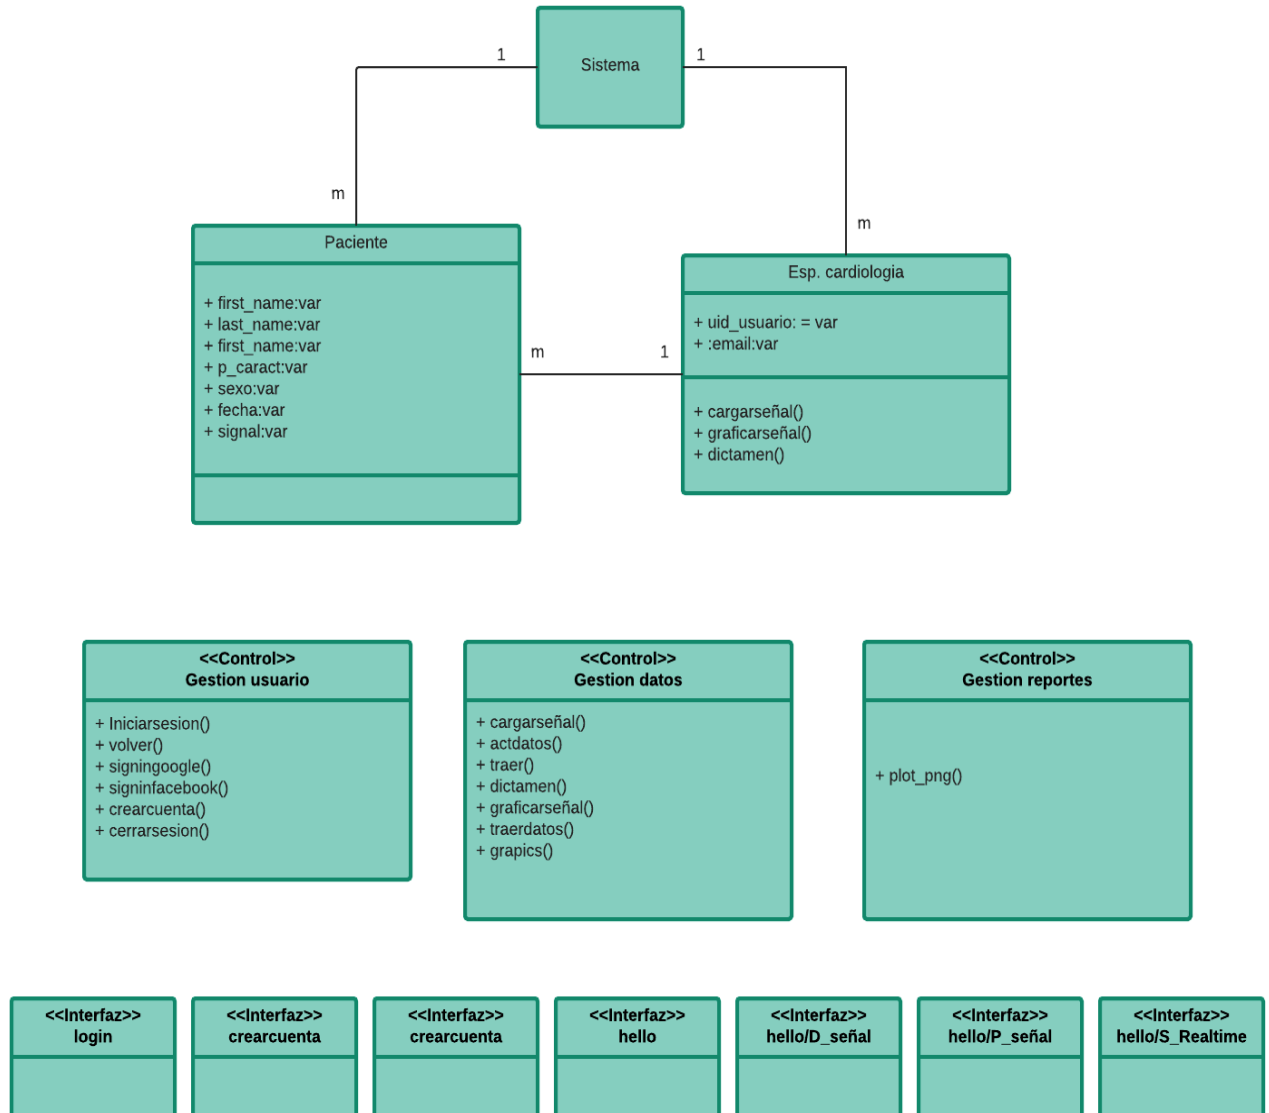 Sistema
1
1
m
m
Paciente
+ first_name:var
+ last_name:var
+ first_name:var
+ p_caract:var
+ sexo:var
+ fecha:var
+ signal:var
m
1
Esp. cardiologia
+ uid_usuario: = var
+ :email:var
+ cargarseñal()
+ graficarseñal()
+ dictamen()
<<Control>>
Gestion usuario
+ Iniciarsesion()
+ volver()
+ signingoogle()
+ signinfacebook()
+ crearcuenta()
+ cerrarsesion()
<<Control>>
Gestion datos
+ cargarseñal()
+ actdatos()
+ traer()
+ dictamen()
+ graficarseñal()
+ traerdatos()
+ grapics()
<<Control>>
Gestion reportes
+ plot_png()
<<Interfaz>>
login
<<Interfaz>>
crearcuenta
<<Interfaz>>
crearcuenta
<<Interfaz>>
hello
<<Interfaz>>
hello/D_señal
<<Interfaz>>
hello/P_señal
<<Interfaz>>
hello/S_Realtime